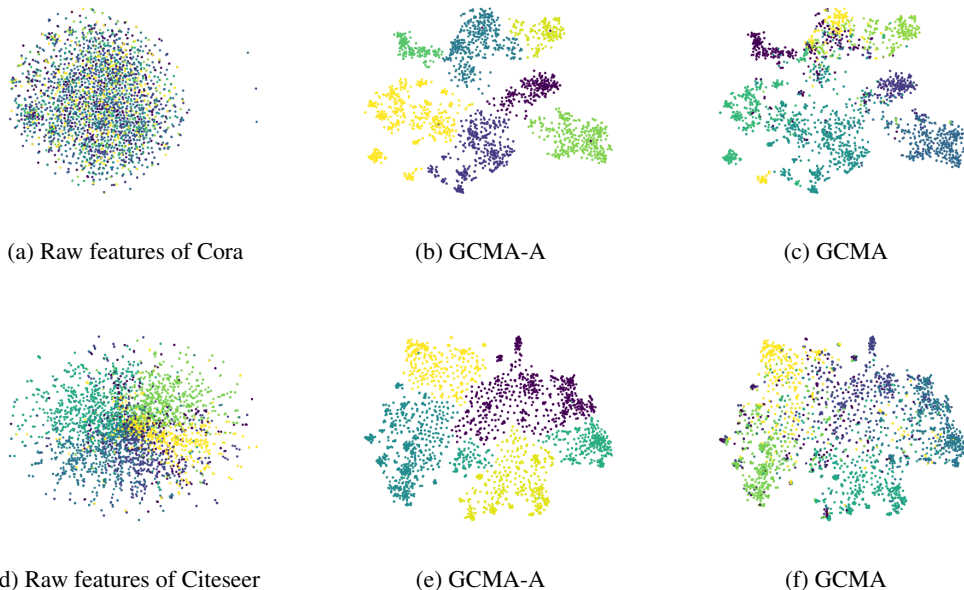 (a) Raw features of Cora
(b) GCMA-A
(c) GCMA
d) Raw features of Citeseer
(e) GCMA-A
(f) GCMA